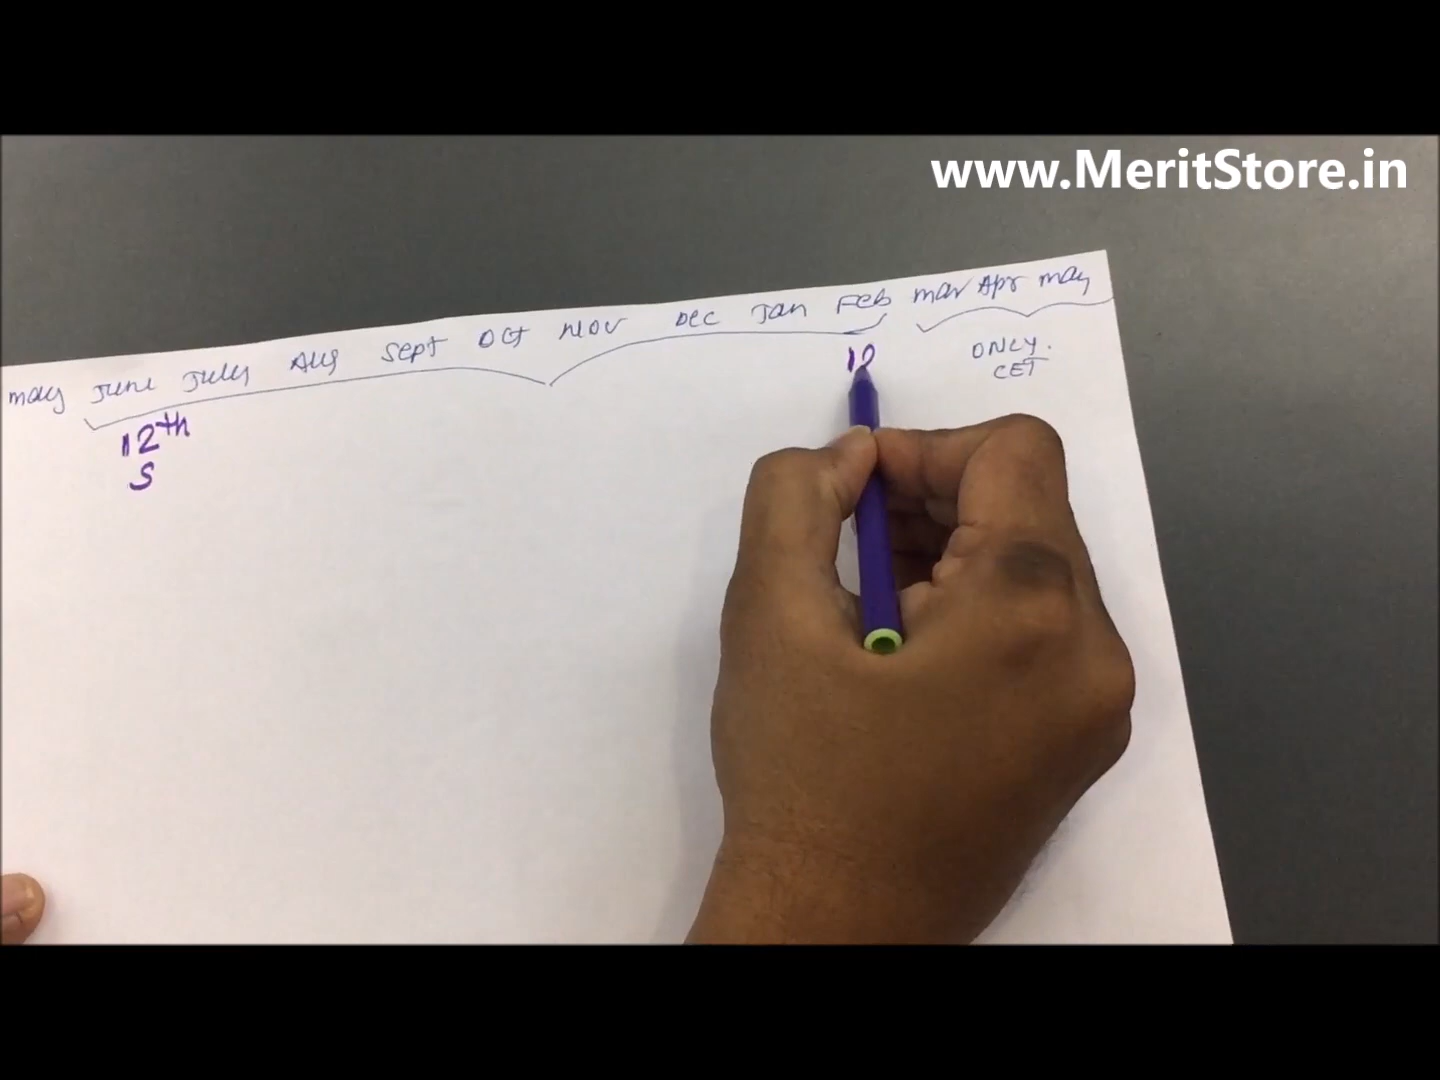 www.MeritStore.in
may June July Aug Sept Oct Nov Dec Jan Feb mar Apr may
12th
S
12
ONLY.
CET